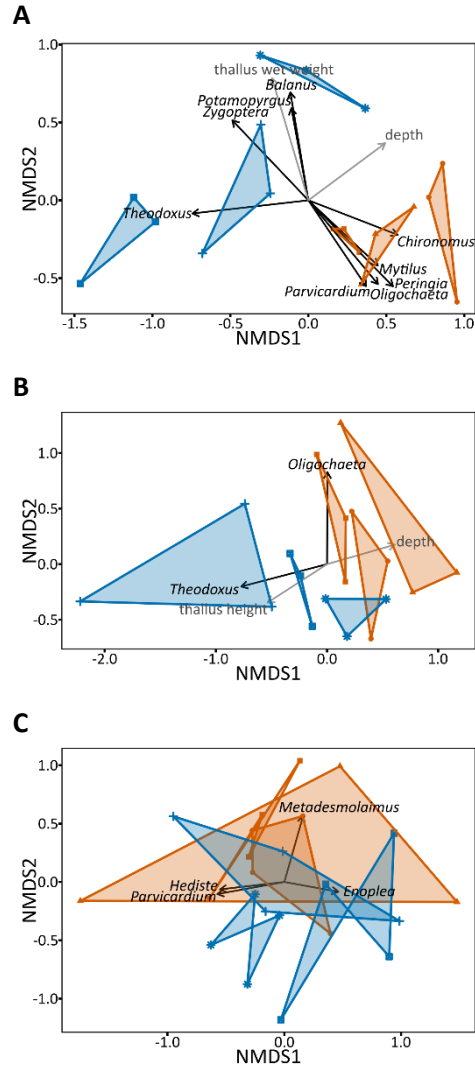 A
1.0
0.5
0.0
-0.5
NMDS2
thallus wet weight
Balanus
Potamopyrgus
Zygoptera
depth
Theodoxus
Chironomus
Mytilus
Peringia
Parvicardium
Oligochaeta
-1.5
-1.0
-0.5
0.0
0.5
1.0
NMDS1
B
1.0
0.5
0.0
-0.5
NMDS2
Oligochaeta
depth
Theodoxus
thallus height
-2.0
-1.0
0.0
1.0
NMDS1
C
1.0
0.5
0.0
-0.5
-1.0
NMDS2
Metadesmolaimus
Hediste
Parvicardium
Enoplea
-1.0
0.0
1.0
NMDS1